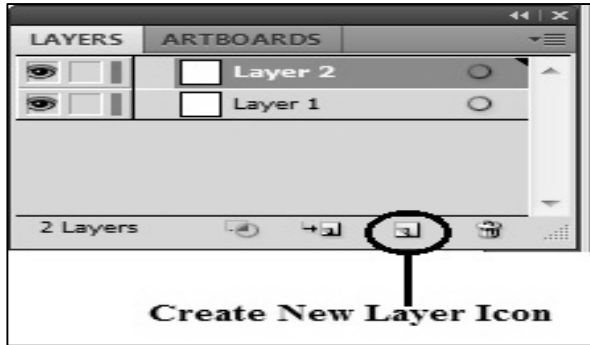 LAYERS ARTBOARDS
Layer 2
Layer 1
2 Layers
Create New Layer Icon